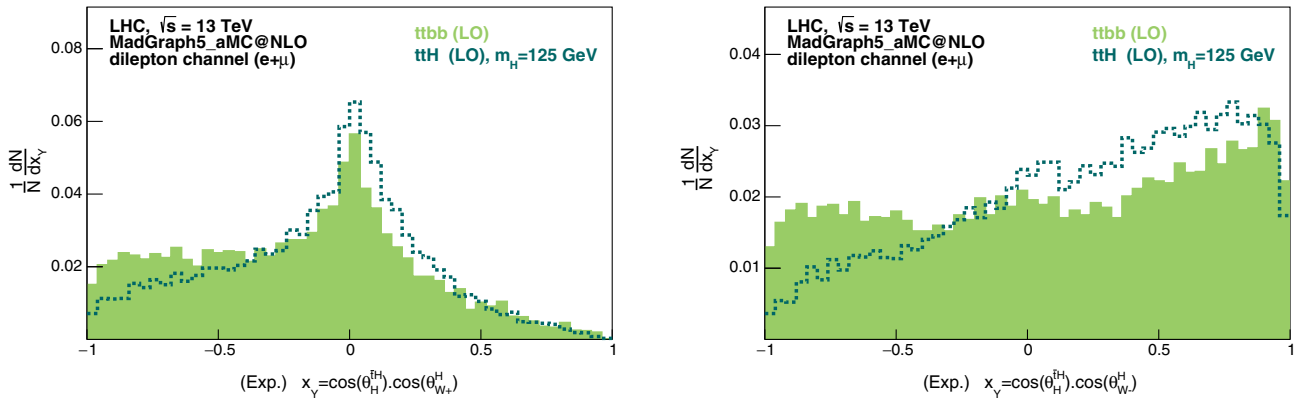 LHC, √s = 13 TeV
MadGraph5_aMC@NLO
dilepton channel (e+μ)
ttbb (LO)
ttH (LO), m_H=125 GeV
0.08
0.06
0.04
0.02
1/N dN/dx_Y
−1 −0.5 0 0.5 1
(Exp.) x_Y=cos(θ_H^{t̄H}).cos(θ_{W+}^H)
LHC, √s = 13 TeV
MadGraph5_aMC@NLO
dilepton channel (e+μ)
ttbb (LO)
ttH (LO), m_H=125 GeV
0.04
0.03
0.02
0.01
1/N dN/dx_Y
−1 −0.5 0 0.5 1
(Exp.) x_Y=cos(θ_H^{t̄H}).cos(θ_{W-}^H)